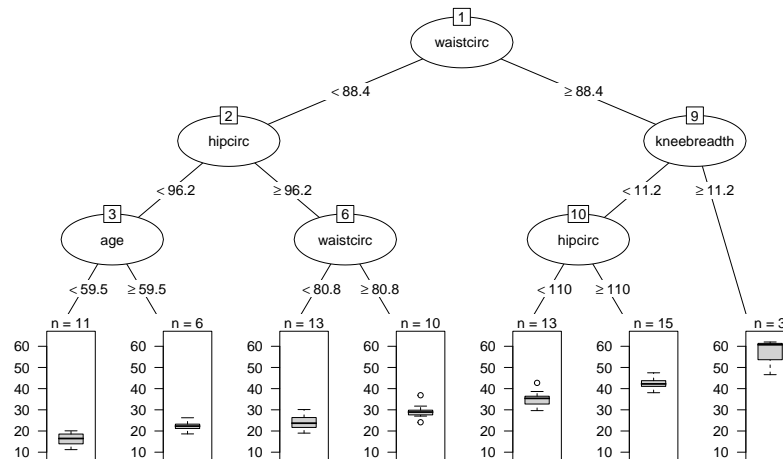 1
waistcirc
< 88.4 ≥ 88.4
2 9
hipcirc kneebreadth
< 96.2 ≥ 96.2 < 11.2 ≥ 11.2
3 6 10
age waistcirc hipcirc
< 59.5 ≥ 59.5 < 80.8 ≥ 80.8 < 110 ≥ 110
n = 11 n = 6 n = 13 n = 10 n = 13 n = 15 n = 3
60 60 60 60 60 60 60
50 50 50 50 50 50 50
40 40 40 40 40 40 40
30 30 30 30 30 30 30
20 20 20 20 20 20 20
10 10 10 10 10 10 10